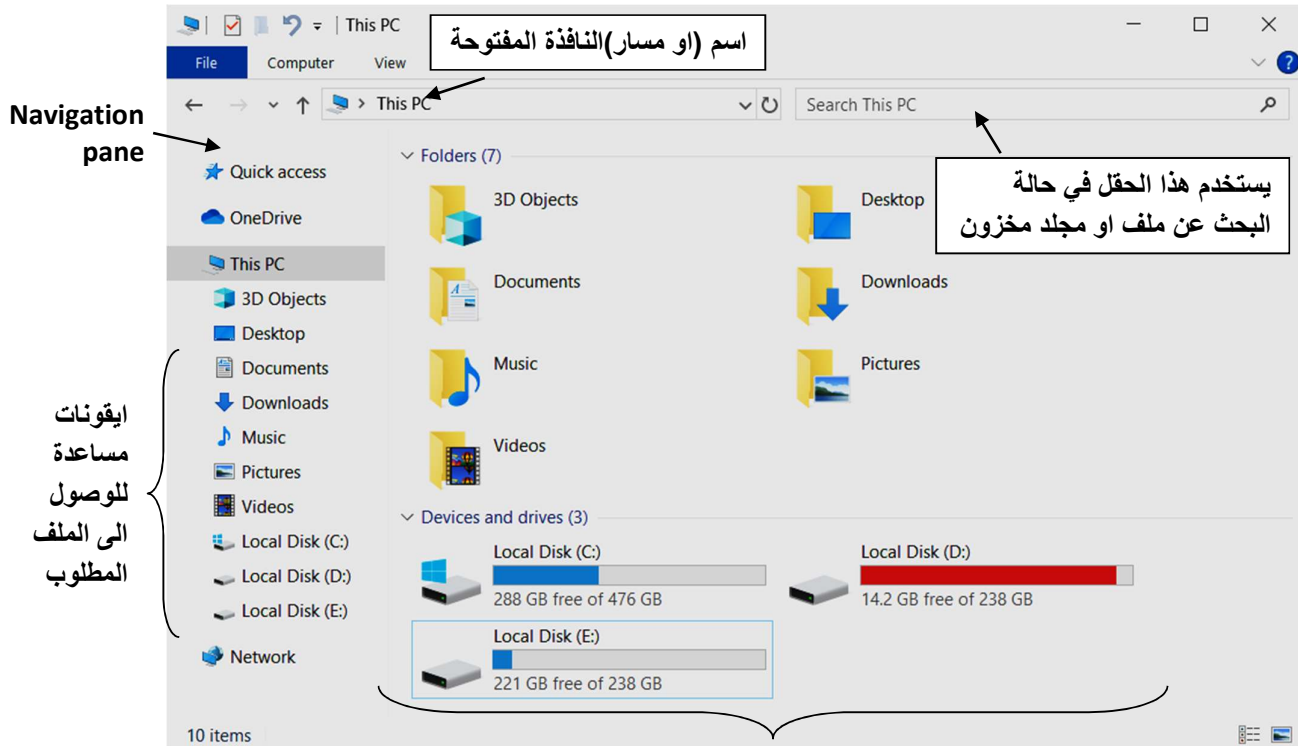 This PC
اسم (او مسار)النافذة المفتوحة
File Computer View
?
This PC
Search This PC
Navigation
pane
يستخدم هذا الحقل في حالة
البحث عن ملف او مجلد مخزون
Quick access
OneDrive
This PC
3D Objects
Desktop
Documents
Downloads
Music
Pictures
Videos
Local Disk (C:)
Local Disk (D:)
Local Disk (E:)
Network
ايقونات
مساعدة
للوصول
الى الملف
المطلوب
Folders (7)
3D Objects
Desktop
Documents
Downloads
Music
Pictures
Videos
Devices and drives (3)
Local Disk (C:)
288 GB free of 476 GB
Local Disk (D:)
14.2 GB free of 238 GB
Local Disk (E:)
221 GB free of 238 GB
10 items